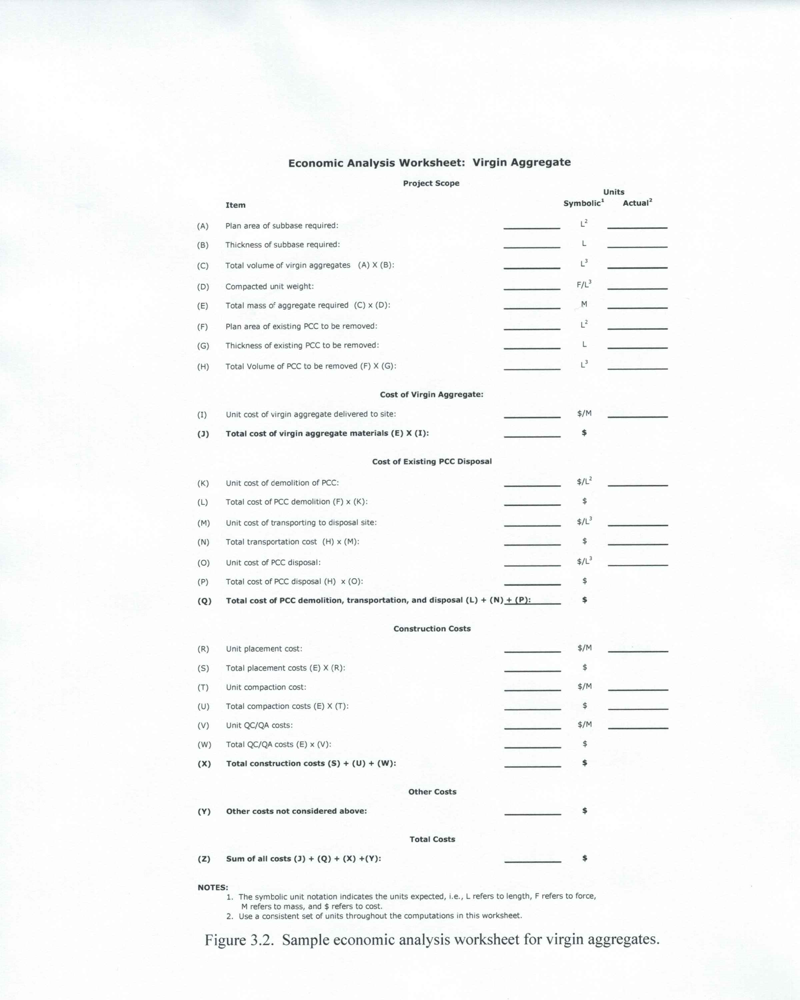 Economic Analysis Worksheet: Virgin Aggregate
Project Scope
Units
Item Symbolic¹ Actual²
(A) Plan area of subbase required: L²
(B) Thickness of subbase required: L
(C) Total volume of virgin aggregates (A) X (B): L³
(D) Compacted unit weight: F/L³
(E) Total mass of aggregate required (C) x (D): M
(F) Plan area of existing PCC to be removed: L²
(G) Thickness of existing PCC to be removed: L
(H) Total Volume of PCC to be removed (F) X (G): L³
Cost of Virgin Aggregate:
(I) Unit cost of virgin aggregate delivered to site: $/M
(J) Total cost of virgin aggregate materials (E) X (I): $
Cost of Existing PCC Disposal
(K) Unit cost of demolition of PCC: $/L²
(L) Total cost of PCC demolition (F) x (K): $
(M) Unit cost of transporting to disposal site: $/L³
(N) Total transportation cost (H) x (M): $
(O) Unit cost of PCC disposal: $/L³
(P) Total cost of PCC disposal (H) x (O): $
(Q) Total cost of PCC demolition, transportation, and disposal (L) + (N) + (P): $
Construction Costs
(R) Unit placement cost: $/M
(S) Total placement costs (E) X (R): $
(T) Unit compaction cost: $/M
(U) Total compaction costs (E) X (T): $
(V) Unit QC/QA costs: $/M
(W) Total QC/QA costs (E) x (V): $
(X) Total construction costs (S) + (U) + (W): $
Other Costs
(Y) Other costs not considered above: $
Total Costs
(Z) Sum of all costs (J) + (Q) + (X) +(Y): $
NOTES:
1. The symbolic unit notation indicates the units expected, i.e., L refers to length, F refers to force,
M refers to mass, and $ refers to cost.
2. Use a consistent set of units throughout the computations in this worksheet.
Figure 3.2. Sample economic analysis worksheet for virgin aggregates.